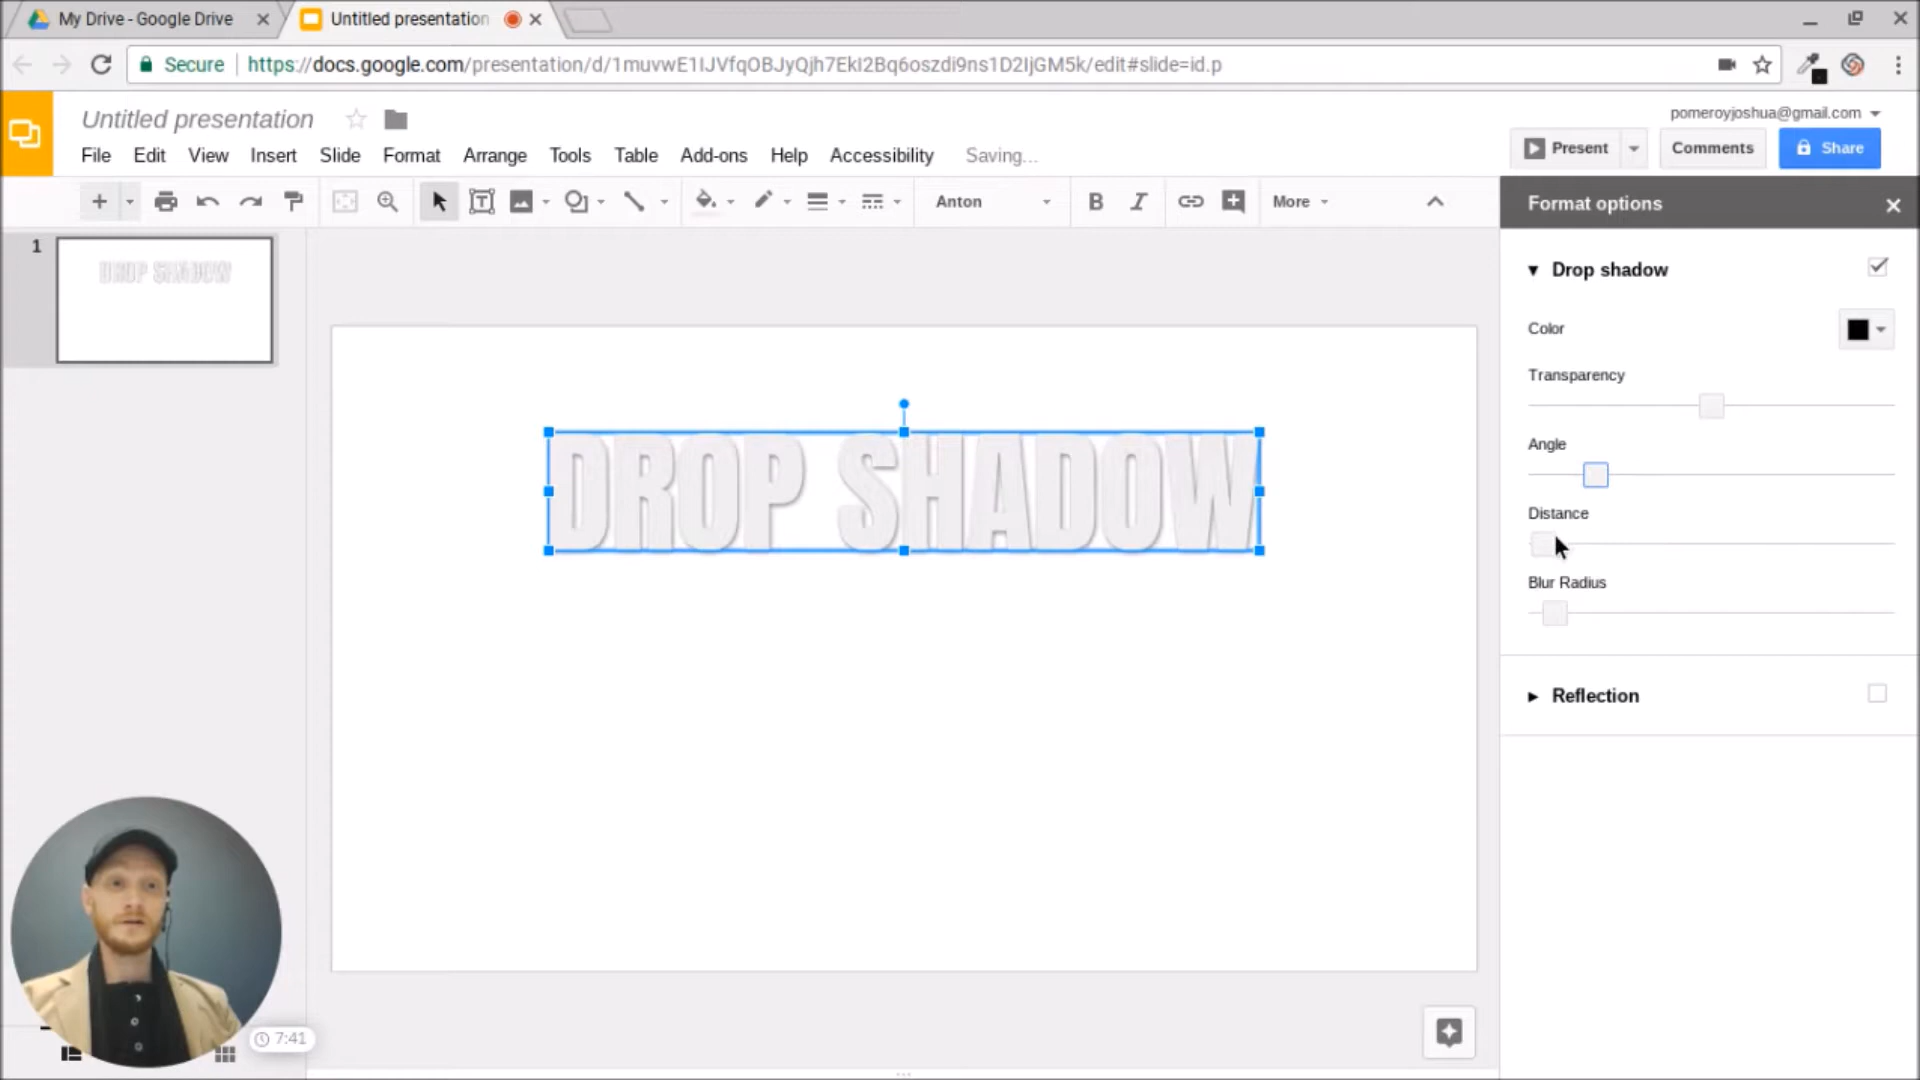 My Drive - Google Drive
Untitled presentation
Secure https://docs.google.com/presentation/d/1muvwE1IJVfqOBJyQjh7EkI2Bq6oszdi9ns1D2IjGM5k/edit#slide=id.p
Untitled presentation
pomeroyjoshua@gmail.com
File Edit View Insert Slide Format Arrange Tools Table Add-ons Help Accessibility Saving...
Present Comments Share
Anton B I More
Format options
1
DROP SHADOW
Drop shadow
Color
Transparency
Angle
Distance
Blur Radius
Reflection
DROP SHADOW
7:41